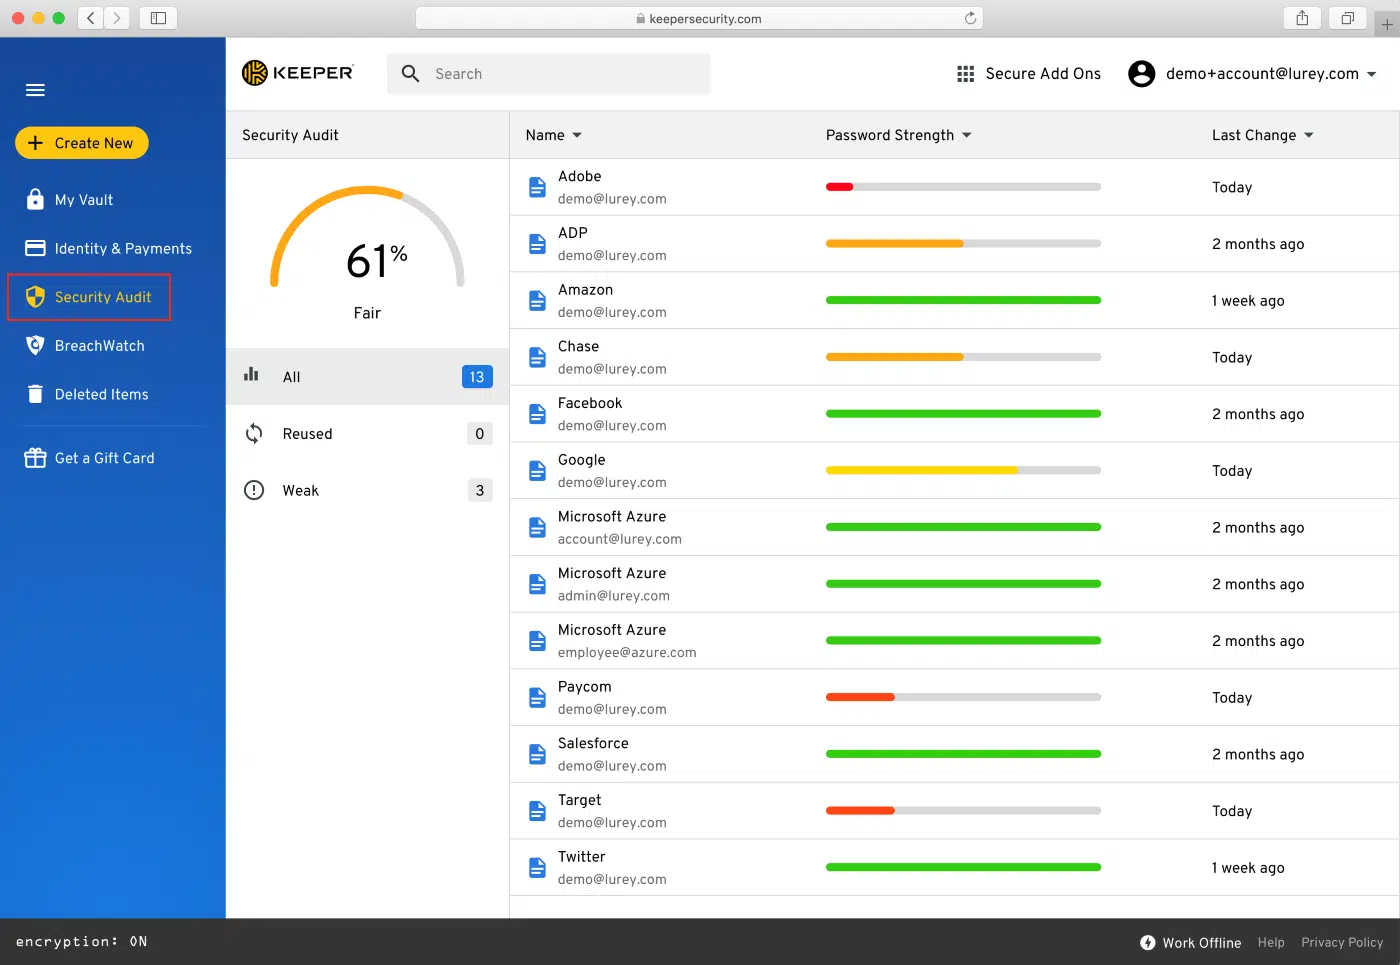 keepersecurity.com
KEEPER
Search
Secure Add Ons
demo+account@lurey.com
Create New
My Vault
Identity & Payments
Security Audit
BreachWatch
Deleted Items
Get a Gift Card
Security Audit
61%
Fair
All 13
Reused 0
Weak 3
Name Password Strength Last Change
Adobe
demo@lurey.com
Today
ADP
demo@lurey.com
2 months ago
Amazon
demo@lurey.com
1 week ago
Chase
demo@lurey.com
Today
Facebook
demo@lurey.com
2 months ago
Google
demo@lurey.com
Today
Microsoft Azure
account@lurey.com
2 months ago
Microsoft Azure
admin@lurey.com
2 months ago
Microsoft Azure
employee@azure.com
2 months ago
Paycom
demo@lurey.com
Today
Salesforce
demo@lurey.com
2 months ago
Target
demo@lurey.com
Today
Twitter
demo@lurey.com
1 week ago
encryption: ON
Work Offline Help Privacy Policy